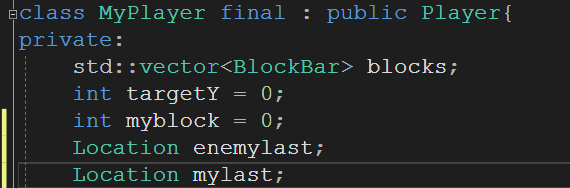 class MyPlayer final : public Player{
private:
std::vector<BlockBar> blocks;
int targetY = 0;
int myblock = 0;
Location enemylast;
Location mylast;